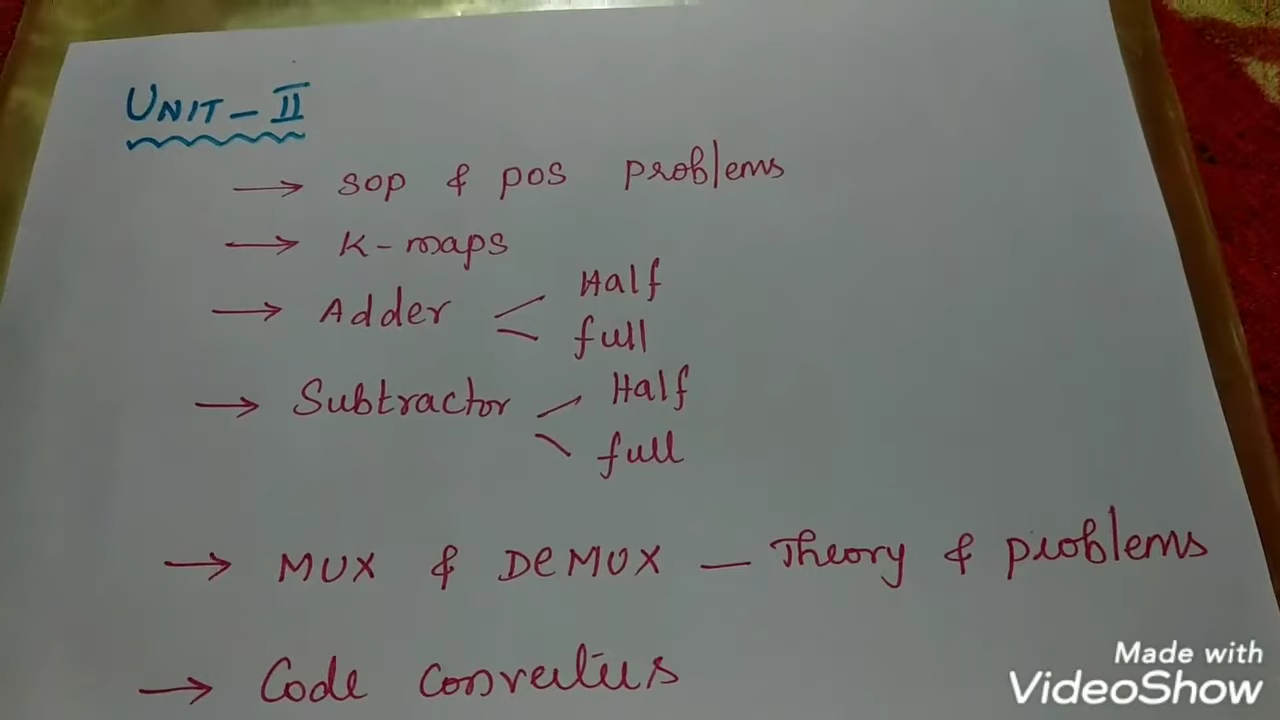 UNIT - II
→ SOP & POS problems
→ K-maps
→ Adder
Half
full
→ Subtractor
Half
full
→ MUX & DeMUX — Theory & problems
→ Code converters
Made with
VideoShow